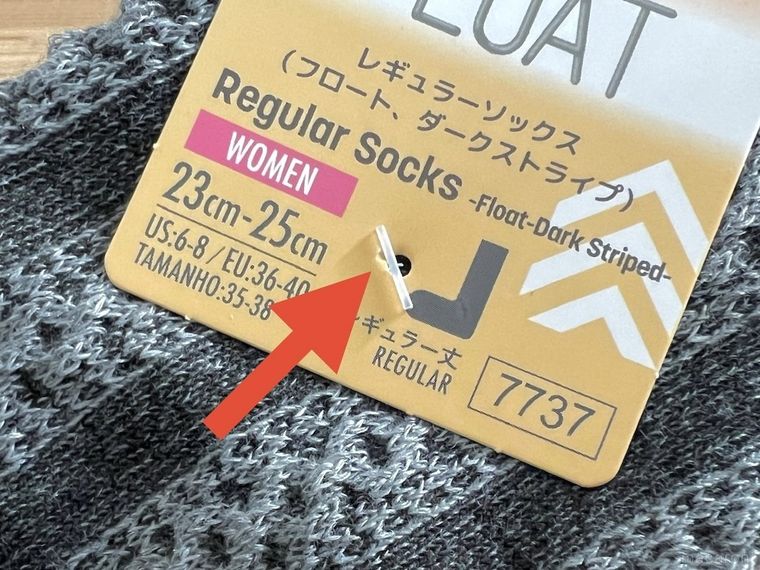 LOAT
レギュラーソックス
(フロート、ダークストライプ)
Regular Socks -Float-Dark Striped-
WOMEN
23cm-25cm
US:6-8 / EU:36-40
TAMANHO:35-38
レギュラー丈
REGULAR
7737